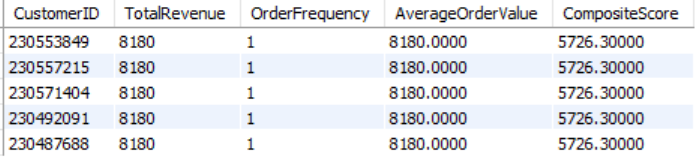 CustomerID TotalRevenue OrderFrequency AverageOrderValue CompositeScore
230553849 8180 1 8180.0000 5726.30000
230557215 8180 1 8180.0000 5726.30000
230571404 8180 1 8180.0000 5726.30000
230492091 8180 1 8180.0000 5726.30000
230487688 8180 1 8180.0000 5726.30000